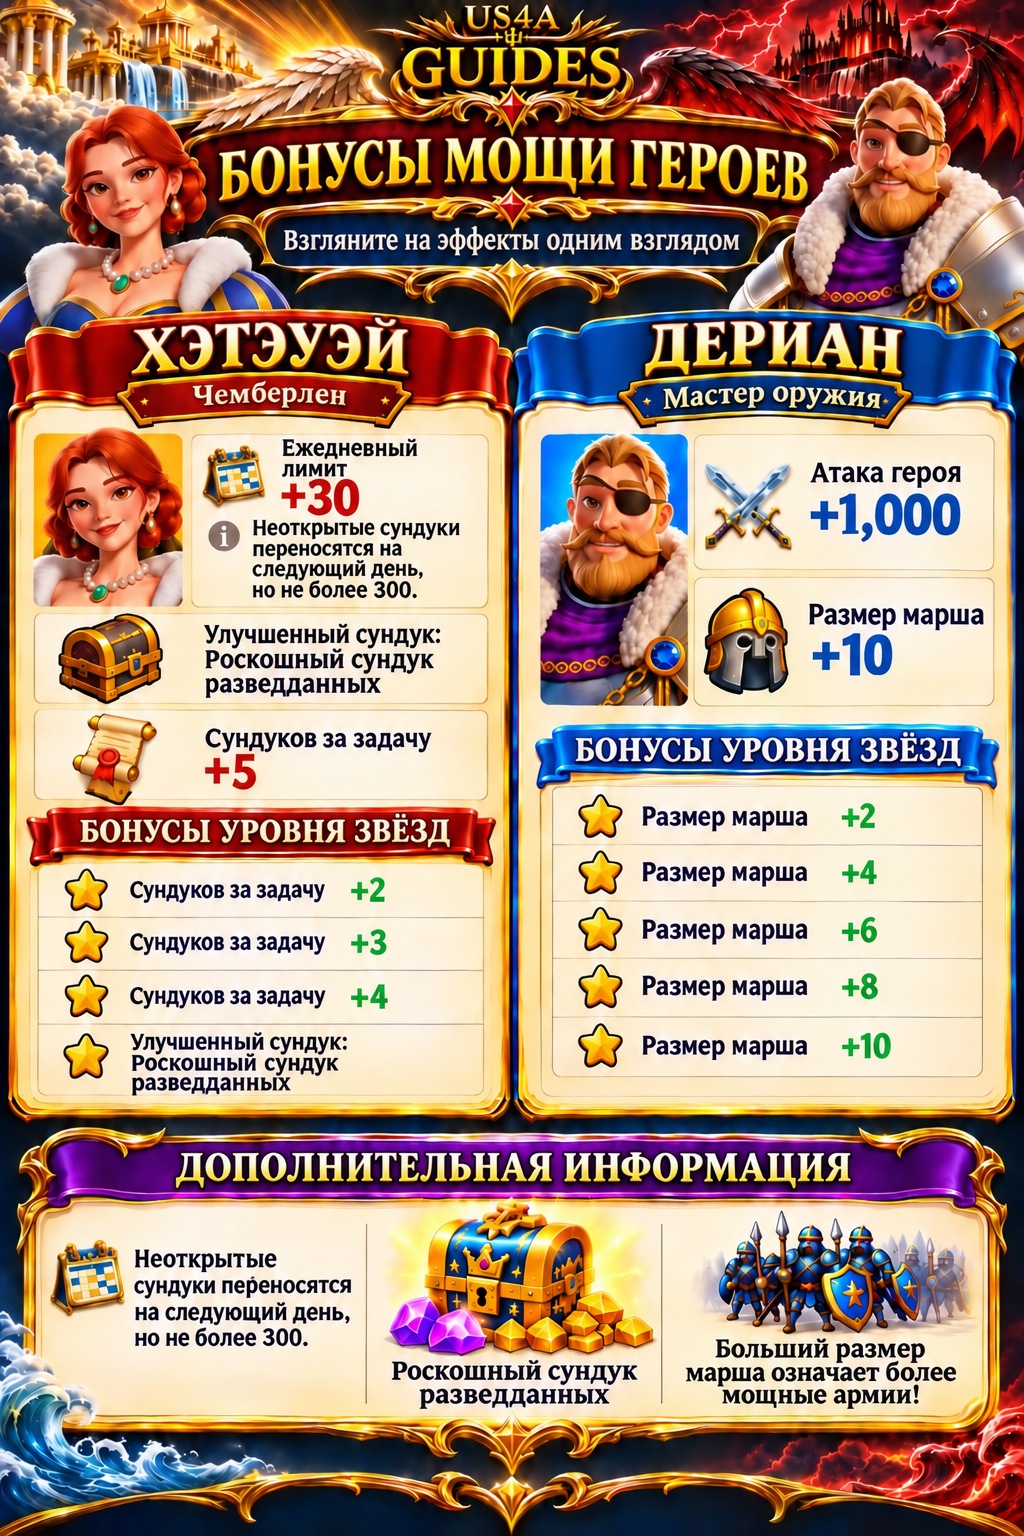 US4A
GUIDES
БОНУСЫ МОЩИ ГЕРОЕВ
Взгляните на эффекты одним взглядом
ХЭТЭУЭЙ
Чемберлен
Ежедневный
лимит
+30
i
Неоткрытые сундуки
переносятся на
следующий день,
но не более 300.
Улучшенный сундук:
Роскошный сундук
разведданных
Сундуков за задачу
+5
БОНУСЫ УРОВНЯ ЗВЁЗД
Сундуков за задачу +2
Сундуков за задачу +3
Сундуков за задачу +4
Улучшенный сундук:
Роскошный сундук
разведданных
ДЕРИАН
Мастер оружия
Атака героя
+1,000
Размер марша
+10
БОНУСЫ УРОВНЯ ЗВЁЗД
Размер марша +2
Размер марша +4
Размер марша +6
Размер марша +8
Размер марша +10
ДОПОЛНИТЕЛЬНАЯ ИНФОРМАЦИЯ
Неоткрытые
сундуки переносятся
на следующий день,
но не более 300.
Роскошный сундук
разведданных
Больший размер
марша означает более
мощные армии!